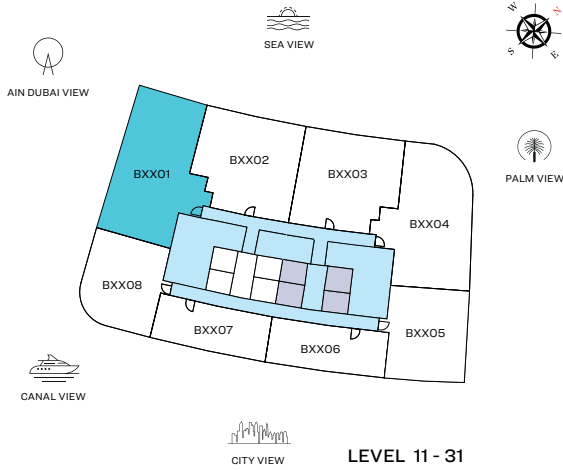 SEA VIEW
W
N
S
E
AIN DUBAI VIEW
PALM VIEW
BXX01
BXX02
BXX03
BXX04
BXX08
BXX07
BXX06
BXX05
CANAL VIEW
CITY VIEW
LEVEL 11 - 31